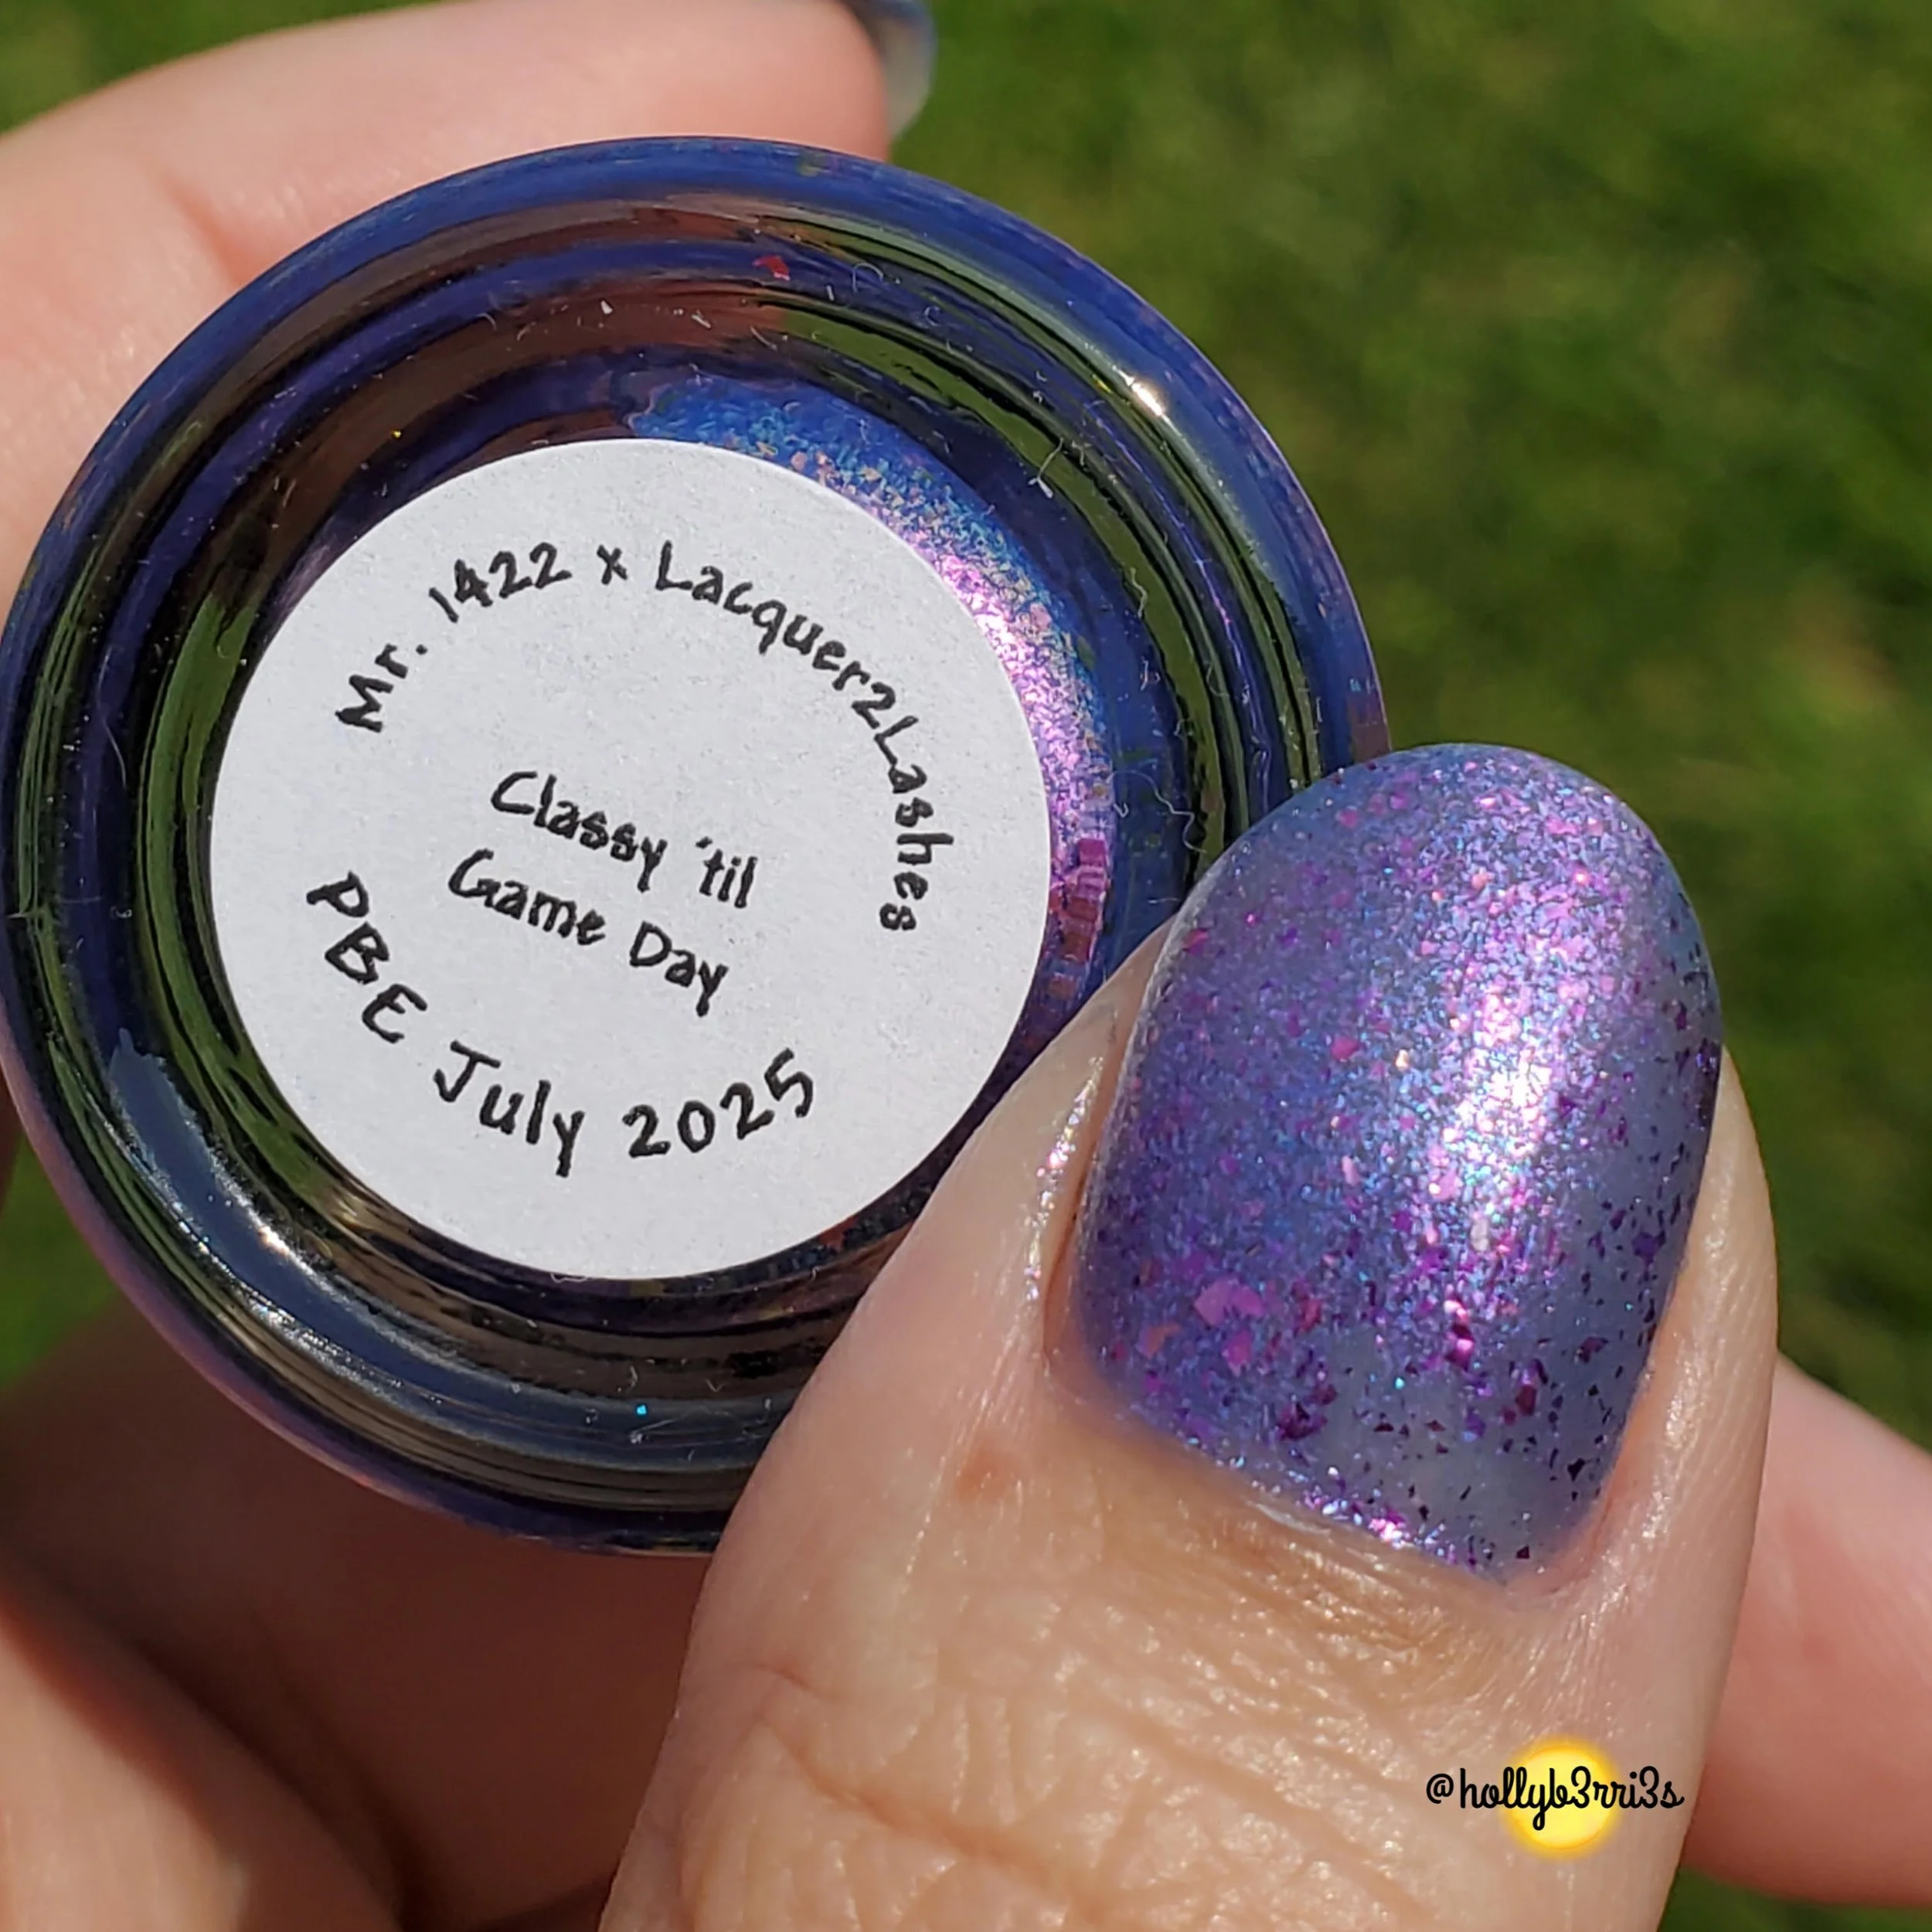 Mr. 1422 x Lacquer2Lashes
Classy 'til
Game Day
PBE July 2025
@hollyb3rri3s